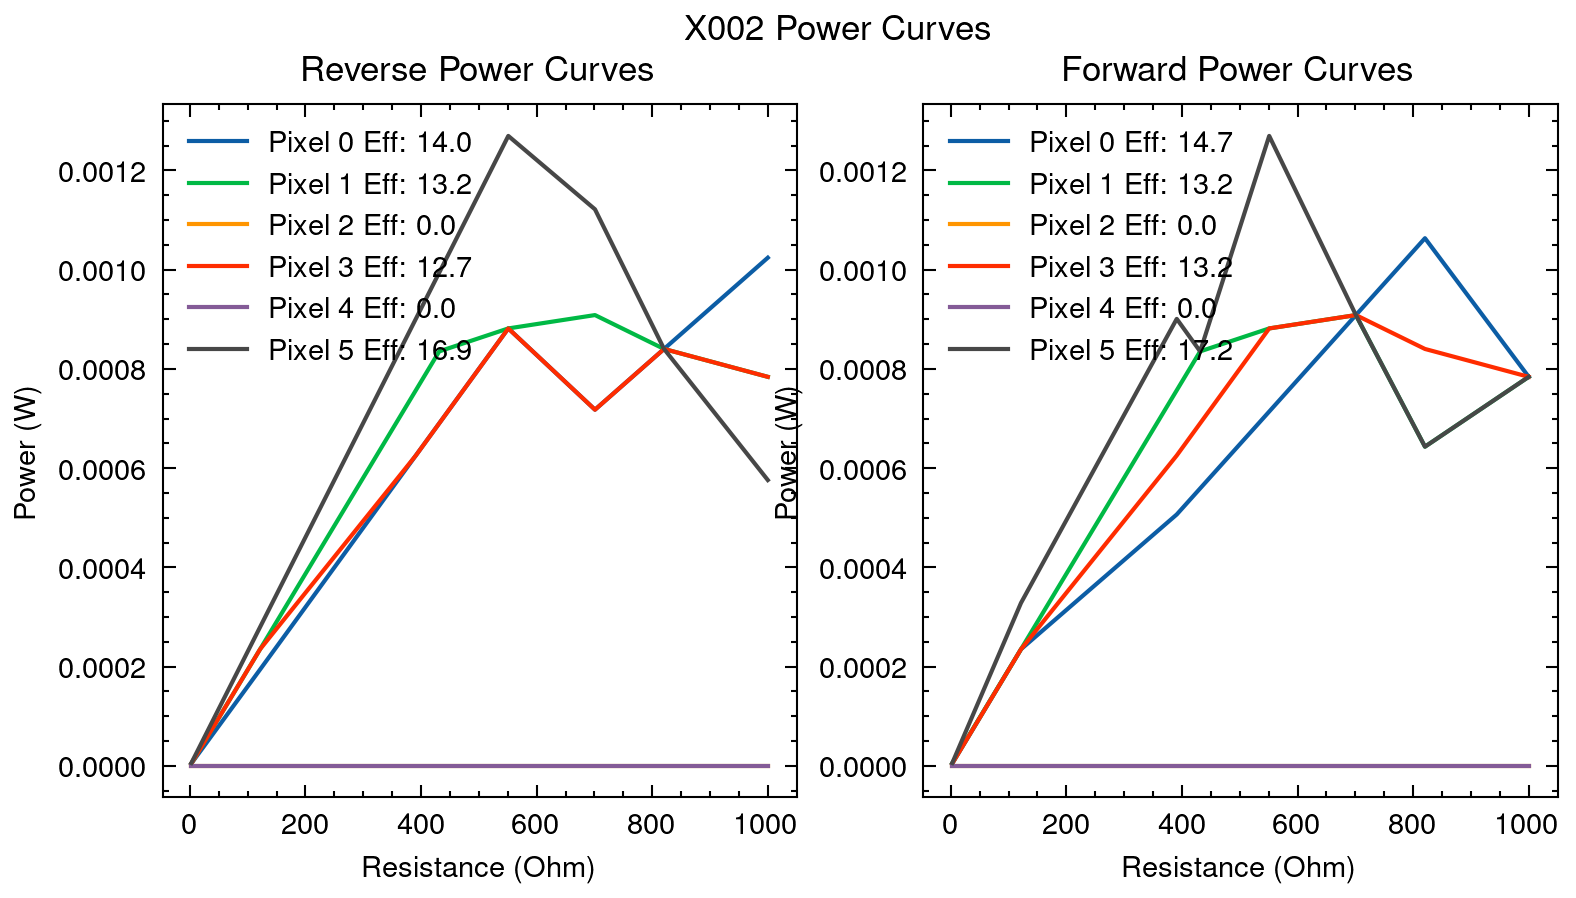 X002 Power Curves
Reverse Power Curves
Pixel 0 Eff: 14.0
Pixel 1 Eff: 13.2
Pixel 2 Eff: 0.0
Pixel 3 Eff: 12.7
Pixel 4 Eff: 0.0
Pixel 5 Eff: 16.9
0.0012
0.0010
0.0008
0.0006
0.0004
0.0002
0.0000
Power (W)
0 200 400 600 800 1000
Resistance (Ohm)
Forward Power Curves
Pixel 0 Eff: 14.7
Pixel 1 Eff: 13.2
Pixel 2 Eff: 0.0
Pixel 3 Eff: 13.2
Pixel 4 Eff: 0.0
Pixel 5 Eff: 17.2
0.0012
0.0010
0.0008
0.0006
0.0004
0.0002
0.0000
Power (W)
0 200 400 600 800 1000
Resistance (Ohm)